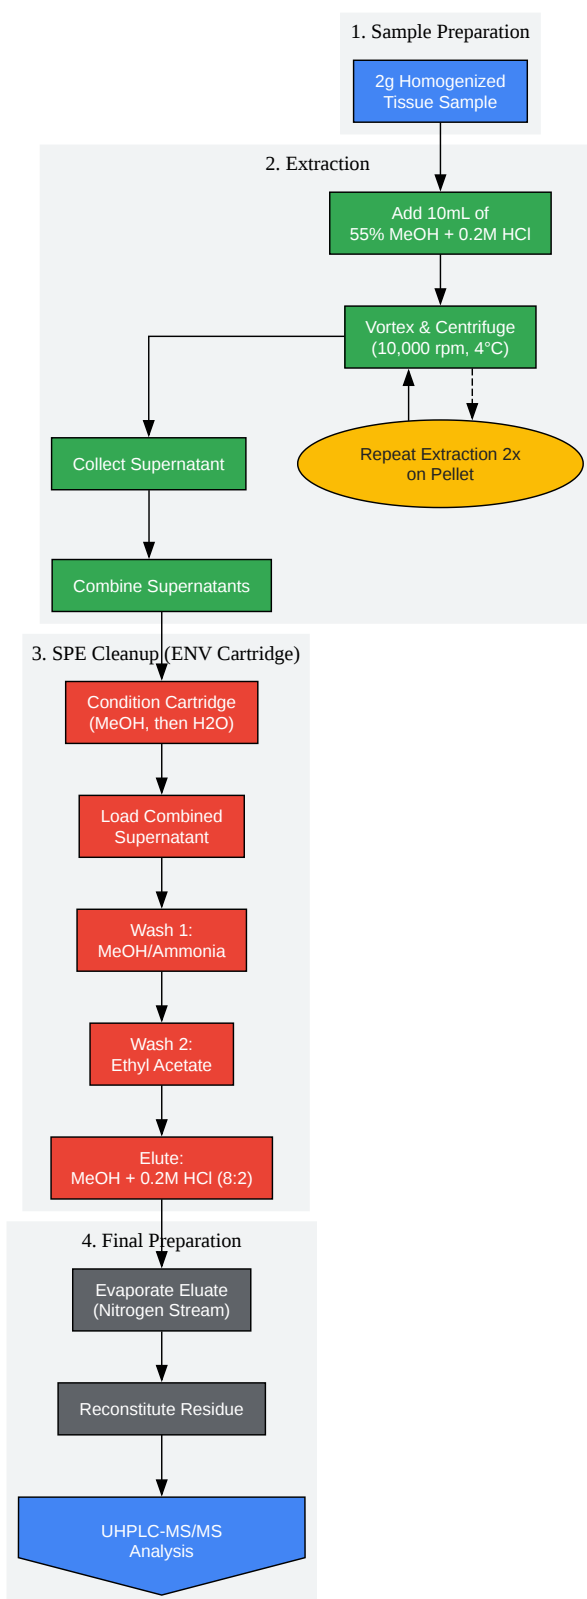 1. Sample Preparation
2g Homogenized
Tissue Sample
2. Extraction
Add 10mL of
55% MeOH + 0.2M HCl
Vortex & Centrifuge
(10,000 rpm, 4°C)
Repeat Extraction 2x
on Pellet
Collect Supernatant
Combine Supernatants
3. SPE Cleanup (ENV Cartridge)
Condition Cartridge
(MeOH, then H2O)
Load Combined
Supernatant
Wash 1:
MeOH/Ammonia
Wash 2:
Ethyl Acetate
Elute:
MeOH + 0.2M HCl (8:2)
4. Final Preparation
Evaporate Eluate
(Nitrogen Stream)
Reconstitute Residue
UHPLC-MS/MS
Analysis